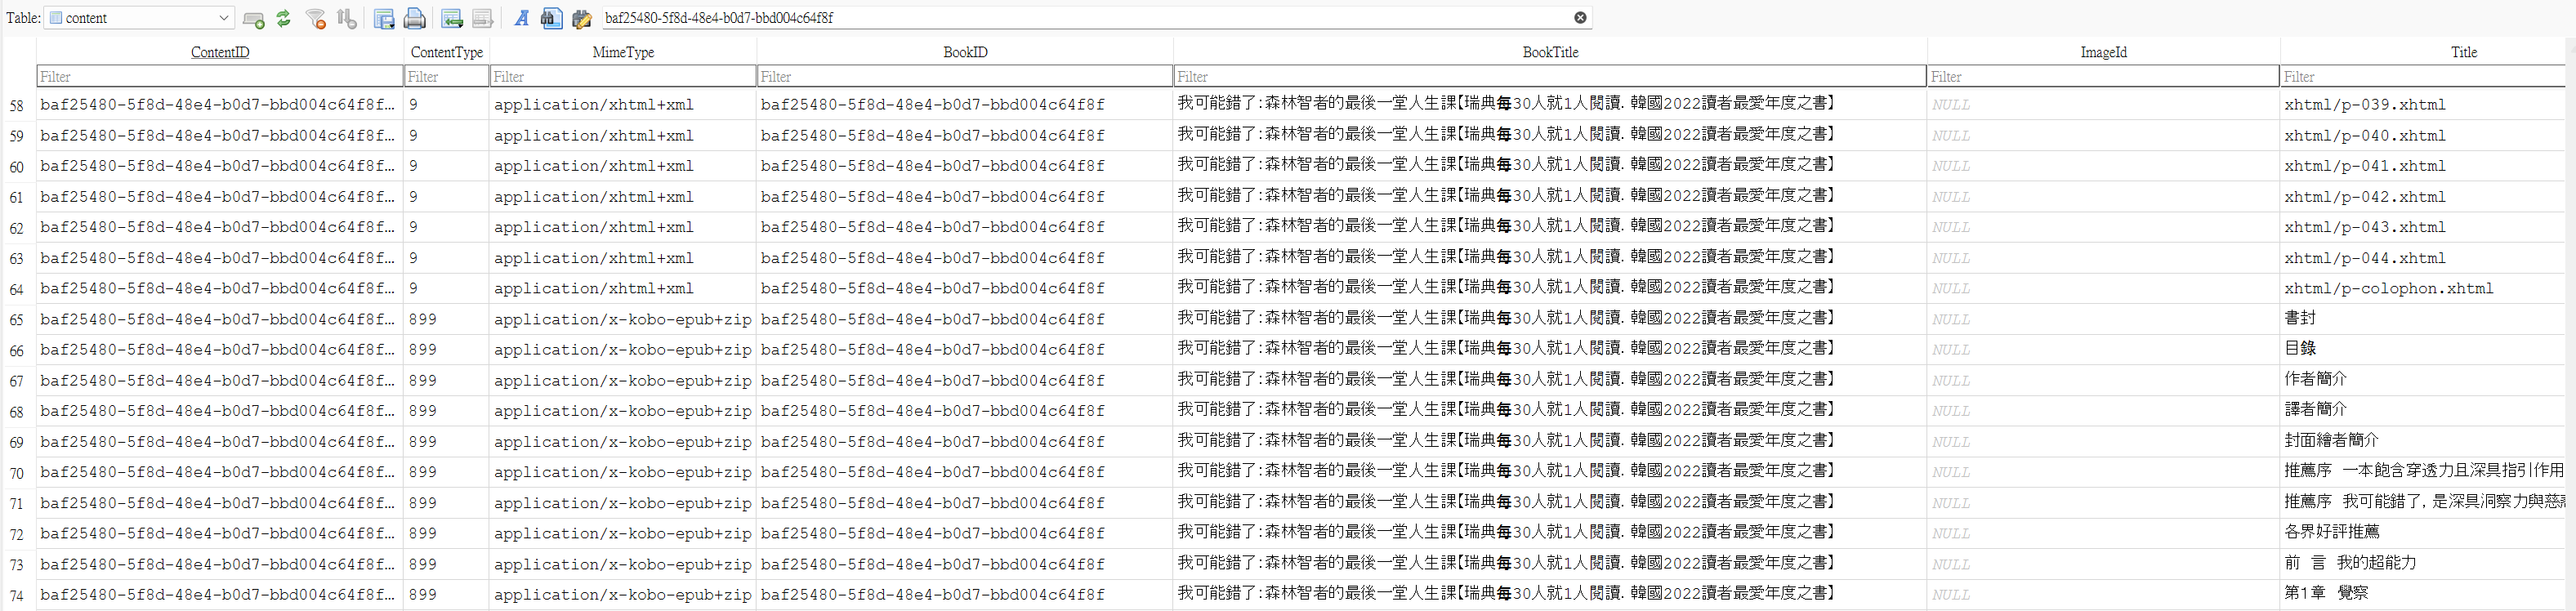 Table: content baf25480-5f8d-48e4-b0d7-bbd004c64f8f
ContentID ContentType MimeType BookID BookTitle ImageId Title
Filter Filter Filter Filter Filter Filter Filter
58 baf25480-5f8d-48e4-b0d7-bbd004c64f8f… 9 application/xhtml+xml baf25480-5f8d-48e4-b0d7-bbd004c64f8f 我可能錯了:森林智者的最後一堂人生課【瑞典每30人就1人閱讀. 韓國2022讀者最愛年度之書】 NULL xhtml/p-039.xhtml
59 baf25480-5f8d-48e4-b0d7-bbd004c64f8f… 9 application/xhtml+xml baf25480-5f8d-48e4-b0d7-bbd004c64f8f 我可能錯了:森林智者的最後一堂人生課【瑞典每30人就1人閱讀. 韓國2022讀者最愛年度之書】 NULL xhtml/p-040.xhtml
60 baf25480-5f8d-48e4-b0d7-bbd004c64f8f… 9 application/xhtml+xml baf25480-5f8d-48e4-b0d7-bbd004c64f8f 我可能錯了:森林智者的最後一堂人生課【瑞典每30人就1人閱讀. 韓國2022讀者最愛年度之書】 NULL xhtml/p-041.xhtml
61 baf25480-5f8d-48e4-b0d7-bbd004c64f8f… 9 application/xhtml+xml baf25480-5f8d-48e4-b0d7-bbd004c64f8f 我可能錯了:森林智者的最後一堂人生課【瑞典每30人就1人閱讀. 韓國2022讀者最愛年度之書】 NULL xhtml/p-042.xhtml
62 baf25480-5f8d-48e4-b0d7-bbd004c64f8f… 9 application/xhtml+xml baf25480-5f8d-48e4-b0d7-bbd004c64f8f 我可能錯了:森林智者的最後一堂人生課【瑞典每30人就1人閱讀. 韓國2022讀者最愛年度之書】 NULL xhtml/p-043.xhtml
63 baf25480-5f8d-48e4-b0d7-bbd004c64f8f… 9 application/xhtml+xml baf25480-5f8d-48e4-b0d7-bbd004c64f8f 我可能錯了:森林智者的最後一堂人生課【瑞典每30人就1人閱讀. 韓國2022讀者最愛年度之書】 NULL xhtml/p-044.xhtml
64 baf25480-5f8d-48e4-b0d7-bbd004c64f8f… 9 application/xhtml+xml baf25480-5f8d-48e4-b0d7-bbd004c64f8f 我可能錯了:森林智者的最後一堂人生課【瑞典每30人就1人閱讀. 韓國2022讀者最愛年度之書】 NULL xhtml/p-colophon.xhtml
65 baf25480-5f8d-48e4-b0d7-bbd004c64f8f… 899 application/x-kobo-epub+zip baf25480-5f8d-48e4-b0d7-bbd004c64f8f 我可能錯了:森林智者的最後一堂人生課【瑞典每30人就1人閱讀. 韓國2022讀者最愛年度之書】 NULL 書封
66 baf25480-5f8d-48e4-b0d7-bbd004c64f8f… 899 application/x-kobo-epub+zip baf25480-5f8d-48e4-b0d7-bbd004c64f8f 我可能錯了:森林智者的最後一堂人生課【瑞典每30人就1人閱讀. 韓國2022讀者最愛年度之書】 NULL 目錄
67 baf25480-5f8d-48e4-b0d7-bbd004c64f8f… 899 application/x-kobo-epub+zip baf25480-5f8d-48e4-b0d7-bbd004c64f8f 我可能錯了:森林智者的最後一堂人生課【瑞典每30人就1人閱讀. 韓國2022讀者最愛年度之書】 NULL 作者簡介
68 baf25480-5f8d-48e4-b0d7-bbd004c64f8f… 899 application/x-kobo-epub+zip baf25480-5f8d-48e4-b0d7-bbd004c64f8f 我可能錯了:森林智者的最後一堂人生課【瑞典每30人就1人閱讀. 韓國2022讀者最愛年度之書】 NULL 譯者簡介
69 baf25480-5f8d-48e4-b0d7-bbd004c64f8f… 899 application/x-kobo-epub+zip baf25480-5f8d-48e4-b0d7-bbd004c64f8f 我可能錯了:森林智者的最後一堂人生課【瑞典每30人就1人閱讀. 韓國2022讀者最愛年度之書】 NULL 封面繪者簡介
70 baf25480-5f8d-48e4-b0d7-bbd004c64f8f… 899 application/x-kobo-epub+zip baf25480-5f8d-48e4-b0d7-bbd004c64f8f 我可能錯了:森林智者的最後一堂人生課【瑞典每30人就1人閱讀. 韓國2022讀者最愛年度之書】 NULL 推薦序 一本飽含穿透力且深具指引作用
71 baf25480-5f8d-48e4-b0d7-bbd004c64f8f… 899 application/x-kobo-epub+zip baf25480-5f8d-48e4-b0d7-bbd004c64f8f 我可能錯了:森林智者的最後一堂人生課【瑞典每30人就1人閱讀. 韓國2022讀者最愛年度之書】 NULL 推薦序 我可能錯了, 是深具洞察力與慈悲
72 baf25480-5f8d-48e4-b0d7-bbd004c64f8f… 899 application/x-kobo-epub+zip baf25480-5f8d-48e4-b0d7-bbd004c64f8f 我可能錯了:森林智者的最後一堂人生課【瑞典每30人就1人閱讀. 韓國2022讀者最愛年度之書】 NULL 各界好評推薦
73 baf25480-5f8d-48e4-b0d7-bbd004c64f8f… 899 application/x-kobo-epub+zip baf25480-5f8d-48e4-b0d7-bbd004c64f8f 我可能錯了:森林智者的最後一堂人生課【瑞典每30人就1人閱讀. 韓國2022讀者最愛年度之書】 NULL 前 言 我的超能力
74 baf25480-5f8d-48e4-b0d7-bbd004c64f8f… 899 application/x-kobo-epub+zip baf25480-5f8d-48e4-b0d7-bbd004c64f8f 我可能錯了:森林智者的最後一堂人生課【瑞典每30人就1人閱讀. 韓國2022讀者最愛年度之書】 NULL 第1章 覺察